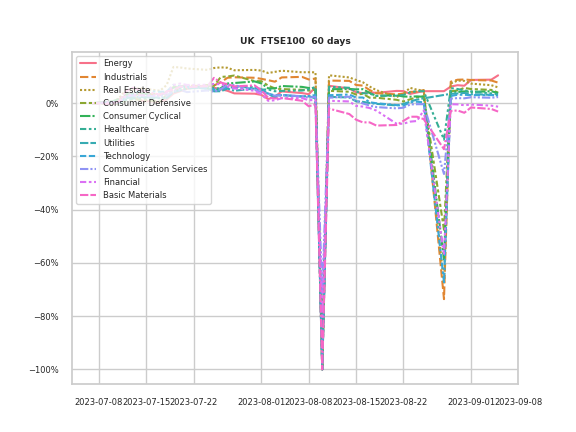 UK FTSE100 60 days
Energy
Industrials
Real Estate
Consumer Defensive
Consumer Cyclical
Healthcare
Utilities
Technology
Communication Services
Financial
Basic Materials
0%
−20%
−40%
−60%
−80%
−100%
2023-07-08 2023-07-15 2023-07-22 2023-08-01 2023-08-08 2023-08-15 2023-08-22 2023-09-01 2023-09-08